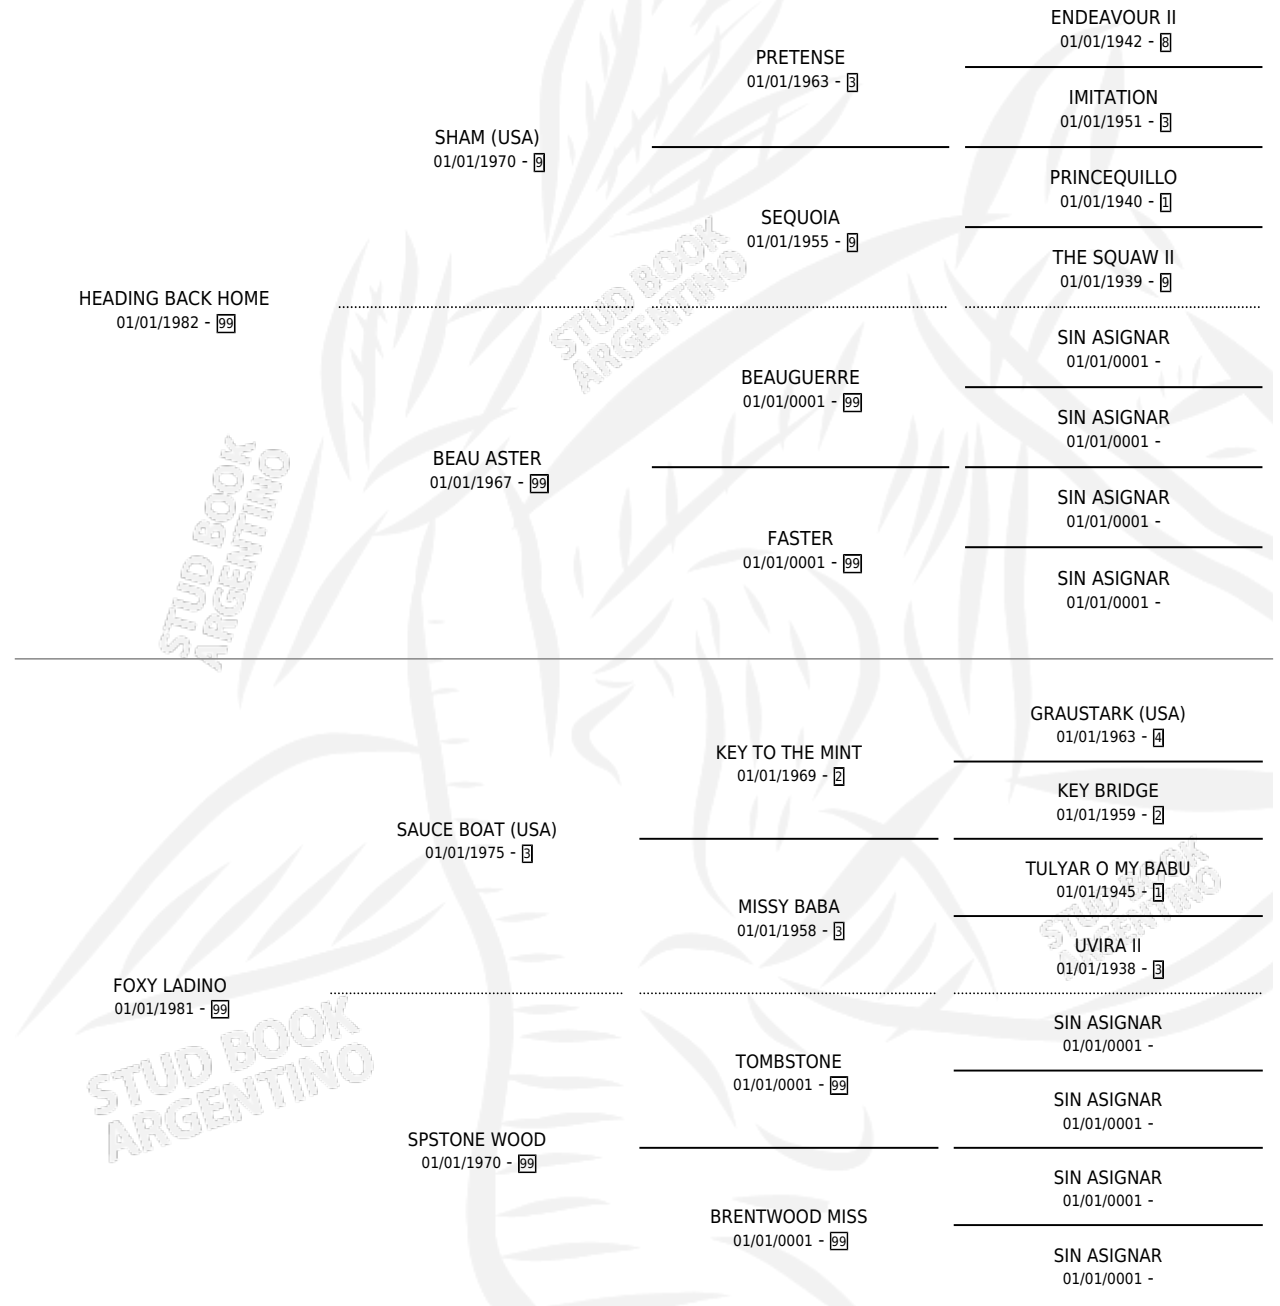 ENDEAVOUR II
01/01/1942 - 8
PRETENSE
01/01/1963 - 3
IMITATION
01/01/1951 - 3
SHAM (USA)
01/01/1970 - 9
PRINCEQUILLO
01/01/1940 - 1
SEQUOIA
01/01/1955 - 9
THE SQUAW II
01/01/1939 - 9
HEADING BACK HOME
01/01/1982 - 99
STUD BOOK
ARGENTINO
SIN ASIGNAR
01/01/0001 -
BEAUGUERRE
01/01/0001 - 99
SIN ASIGNAR
01/01/0001 -
BEAU ASTER
01/01/1967 - 99
SIN ASIGNAR
01/01/0001 -
FASTER
01/01/0001 - 99
SIN ASIGNAR
01/01/0001 -
STUD BOOK
ARGENTINO
GRAUSTARK (USA)
01/01/1963 - 4
KEY TO THE MINT
01/01/1969 - 2
KEY BRIDGE
01/01/1959 - 2
SAUCE BOAT (USA)
01/01/1975 - 3
TULYAR O MY BABU
01/01/1945 - 1
MISSY BABA
01/01/1958 - 3
STUD BOOK
ARGENTINO
UVIRA II
01/01/1938 - 3
FOXY LADINO
01/01/1981 - 99
STUD BOOK
ARGENTINO
SIN ASIGNAR
01/01/0001 -
TOMBSTONE
01/01/0001 - 99
SIN ASIGNAR
01/01/0001 -
SPSTONE WOOD
01/01/1970 - 99
SIN ASIGNAR
01/01/0001 -
BRENTWOOD MISS
01/01/0001 - 99
SIN ASIGNAR
01/01/0001 -